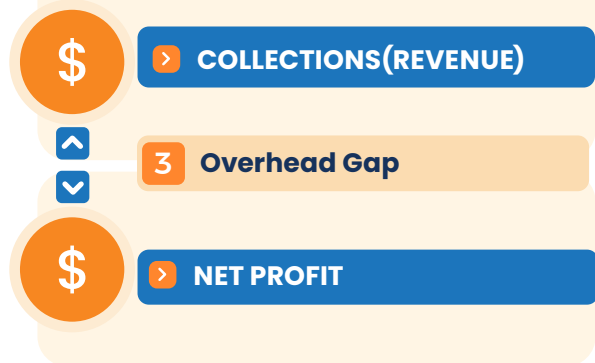 $
COLLECTIONS(REVENUE)
3 Overhead Gap
$
NET PROFIT